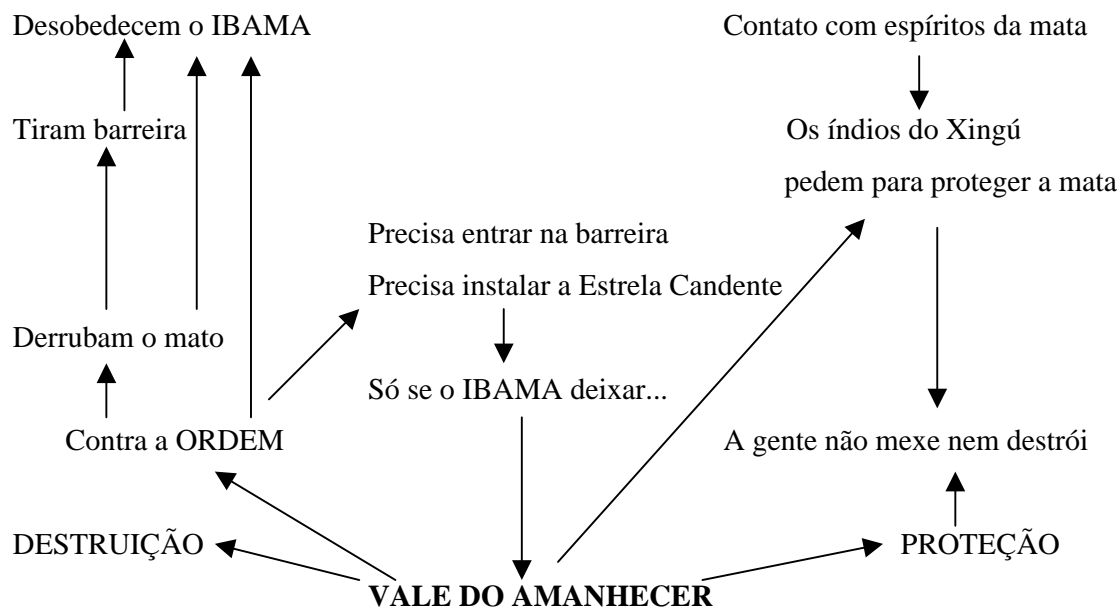 Desobedecem o IBAMA
Contato com espíritos da mata
Tiram barreira
Os índios do Xingú
pedem para proteger a mata
Precisa entrar na barreira
Precisa instalar a Estrela Candente
Derrubam o mato
Só se o IBAMA deixar...
Contra a ORDEM
A gente não mexe nem destrói
DESTRUIÇÃO
PROTEÇÃO
VALE DO AMANHECER